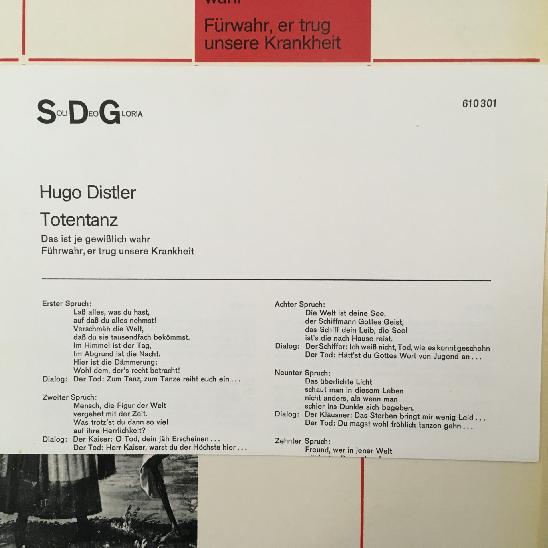 Fürwahr, er trug
unsere Krankheit
SOLI DEO GLORIA
610 301
Hugo Distler
Totentanz
Das ist je gewißlich wahr
Führwahr, er trug unsere Krankheit
Erster Spruch:
Laß alles, was du hast,
auf daß du alles nehmst!
Verschmäh die Welt,
daß du sie tausendfach bekömmst.
Im Himmel ist der Tag,
Im Abgrund ist die Nacht.
Hier ist die Dämmerung:
Wohl dem, der's recht betracht!
Dialog: Der Tod: Zum Tanz, zum Tanze reiht euch ein...
Zweiter Spruch:
Mensch, die Figur der Welt
vergehet mit der Zeit.
Was trotz'st du dann so viel
auf ihre Herrlichkeit?
Dialog: Der Kaiser: O Tod, dein jäh Erscheinen...
Der Tod: Herr Kaiser, warst du der Höchste hier...
Achter Spruch:
Die Welt ist deine See,
der Schiffmann Gottes Geist,
das Schiff dein Leib, die Seel
ist's die nach Hause reist.
Dialog: Der Schiffer: Ich weiß nicht, Tod, wie es konnt geschehn
Der Tod: Hätt'st du Gottes Wort von Jugend an...
Neunter Spruch:
Das überlichte Licht
schaut man in diesem Leben
nicht anders, als wenn man
schier ins Dunkle sich begeben.
Dialog: Der Klausner: Das Sterben bringt mir wenig Leid...
Der Tod: Du magst wohl fröhlich tanzen gehn...
Zehnter Spruch:
Freund, wer in jener Welt